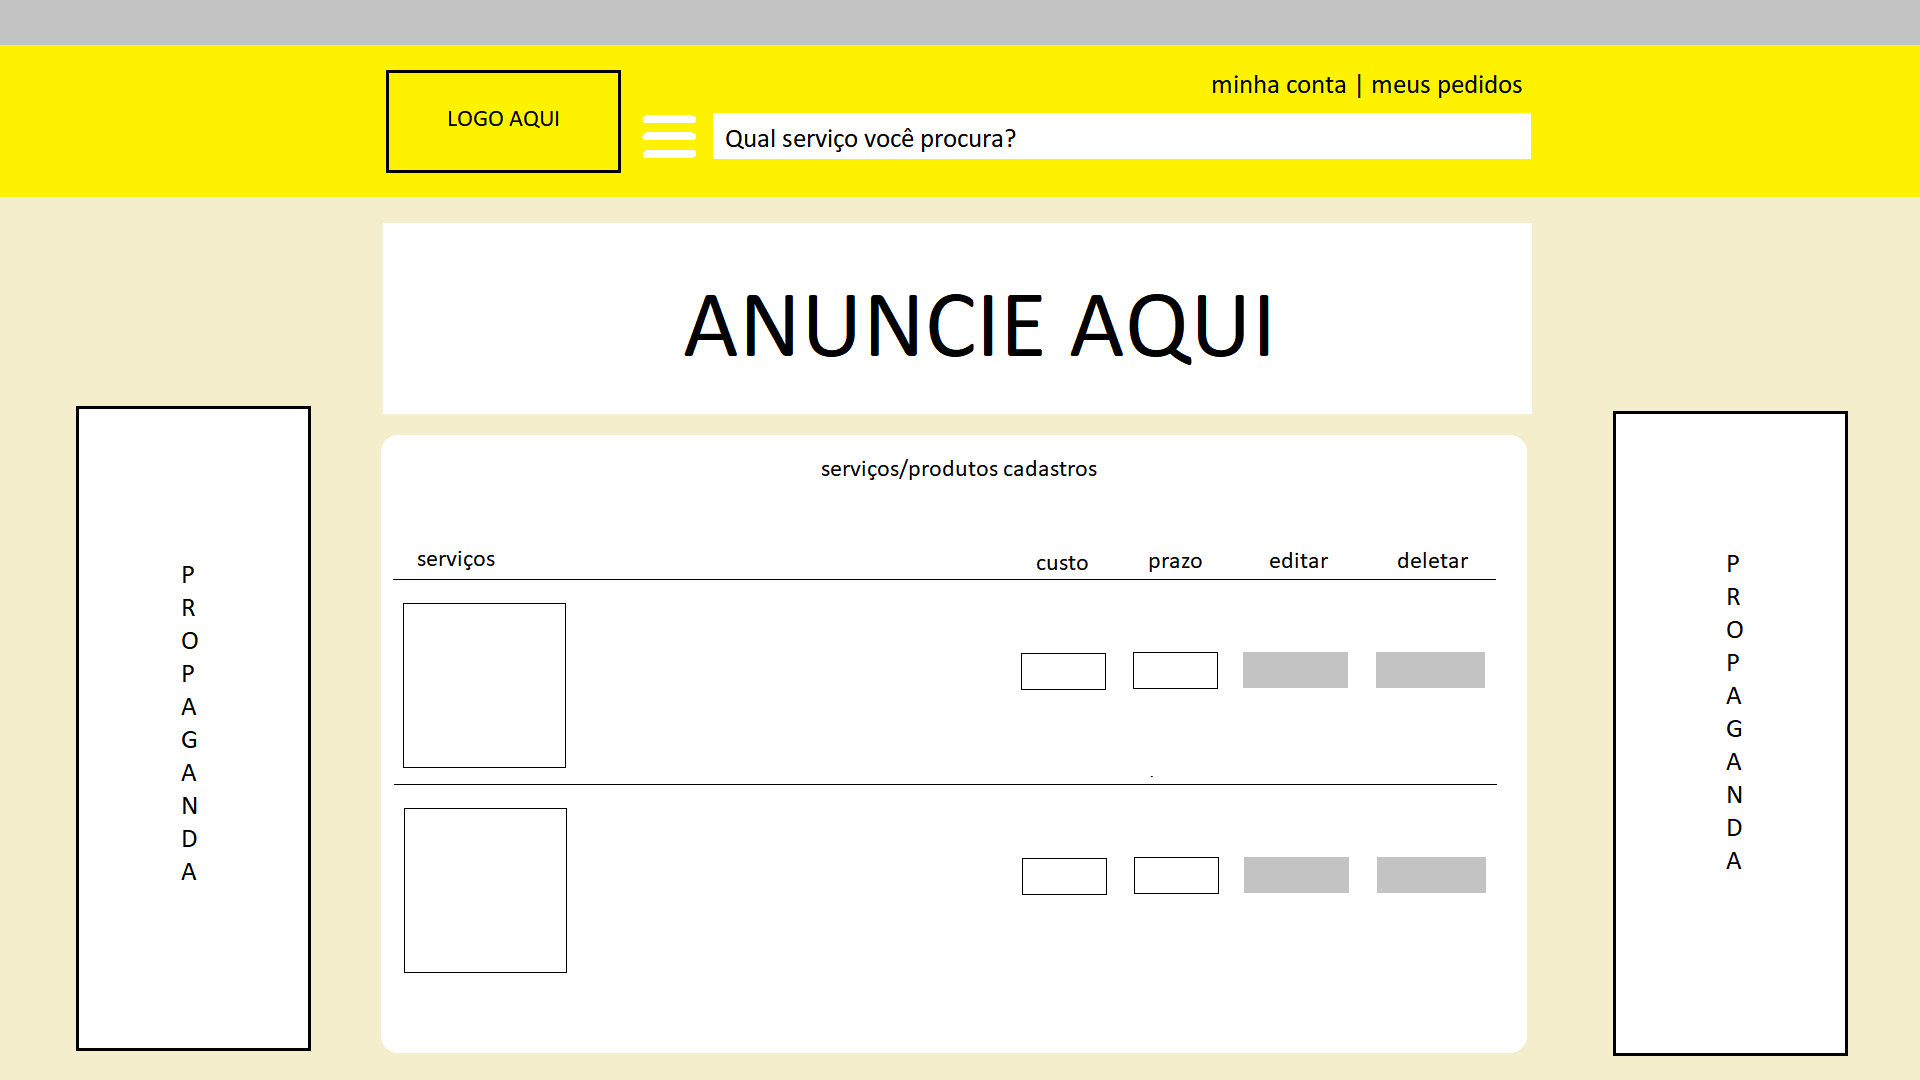 minha conta | meus pedidos
LOGO AQUI
Qual serviço você procura?
ANUNCIE AQUI
serviços/produtos cadastros
serviços custo prazo editar deletar
P
R
O
P
A
G
A
N
D
A
P
R
O
P
A
G
A
N
D
A